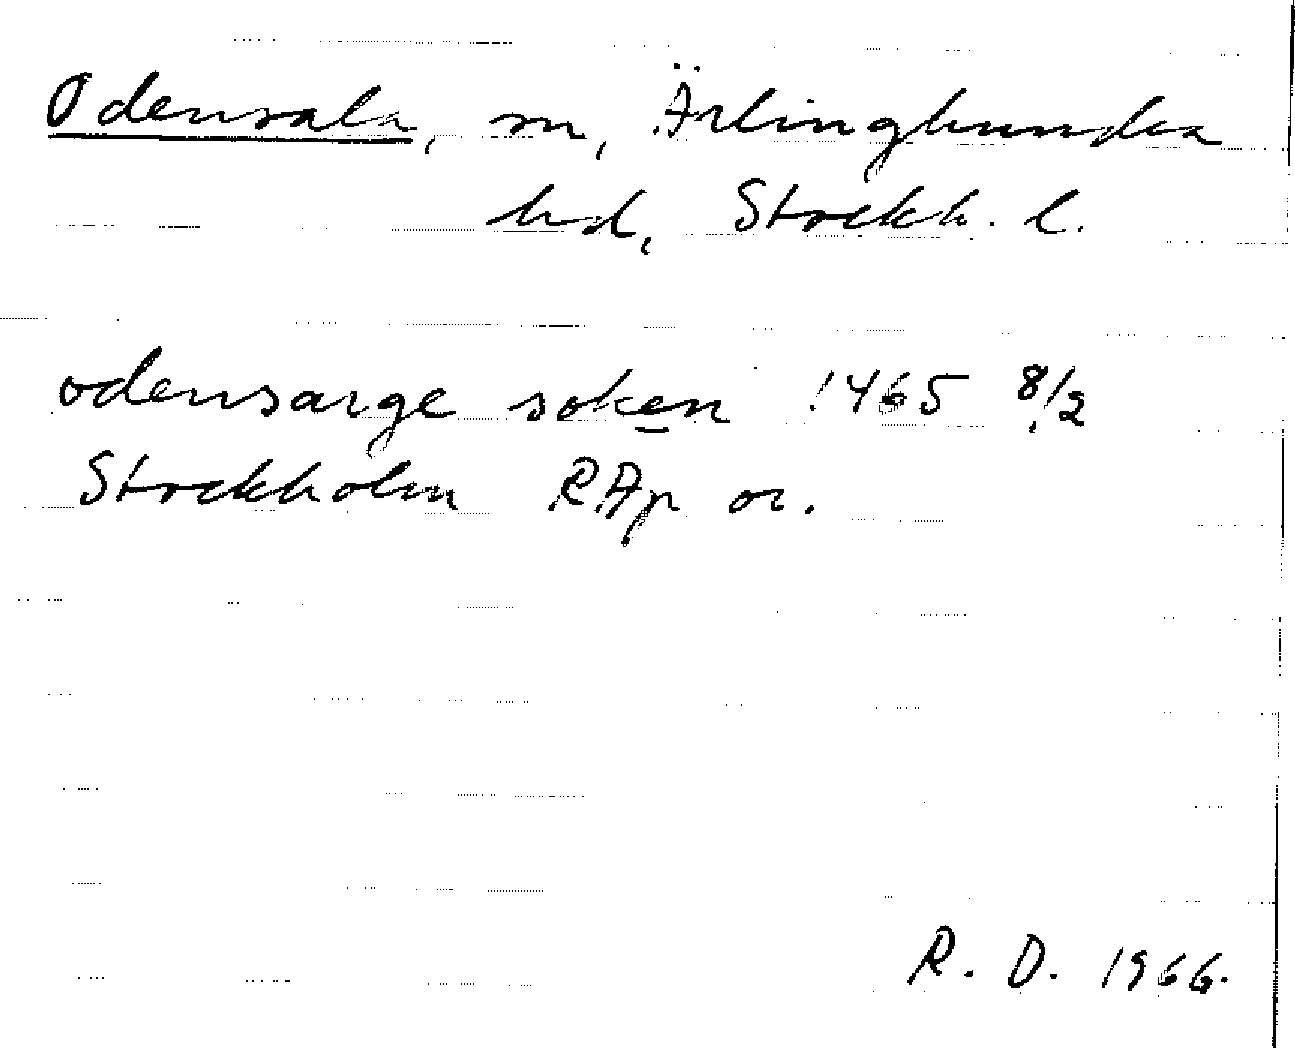 Odensala, sn, Ärlinghundra
hd, Stockh. l.
odensarge soken 1465 8/2
Stockholm RAp or.
R. D. 1966.